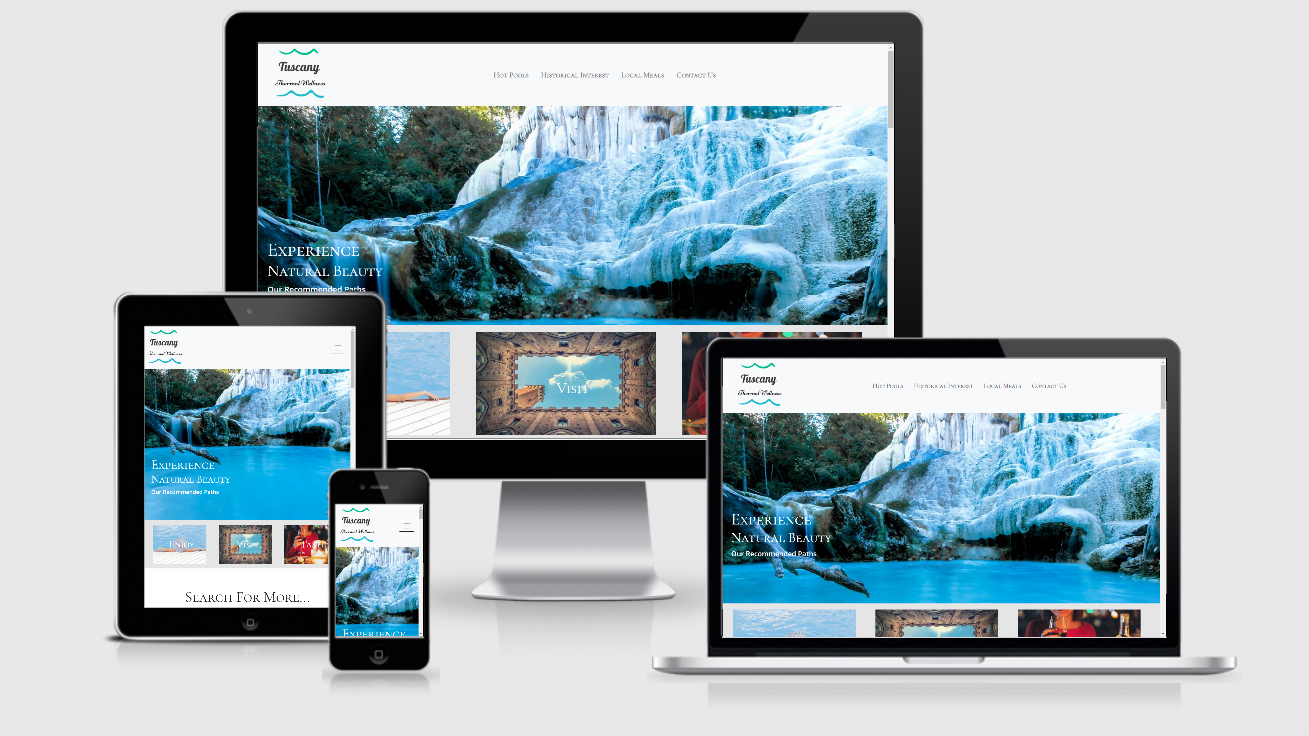 Tuscany
Thermal Wellness
Hot Pools Historical Interest Local Meals Contact Us
Experience
Natural Beauty
Our Recommended Paths
Visit
Tuscany
Thermal Wellness
Experience
Natural Beauty
Our Recommended Paths
Enjoy Visit Taste
Search For More...
Tuscany
Thermal Wellness
Experience
Tuscany
Thermal Wellness
Hot Pools Historical Interest Local Meals Contact Us
Experience
Natural Beauty
Our Recommended Paths